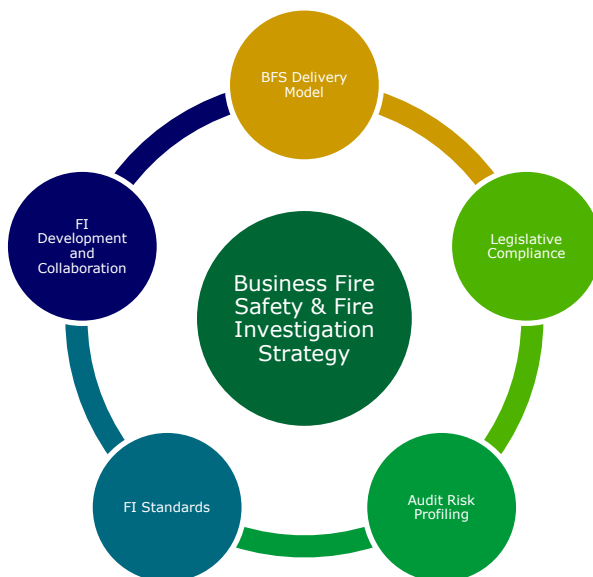 BFS Delivery
Model
Legislative
Compliance
Audit Risk
Profiling
FI Standards
FI
Development
and
Collaboration
Business Fire
Safety & Fire
Investigation
Strategy